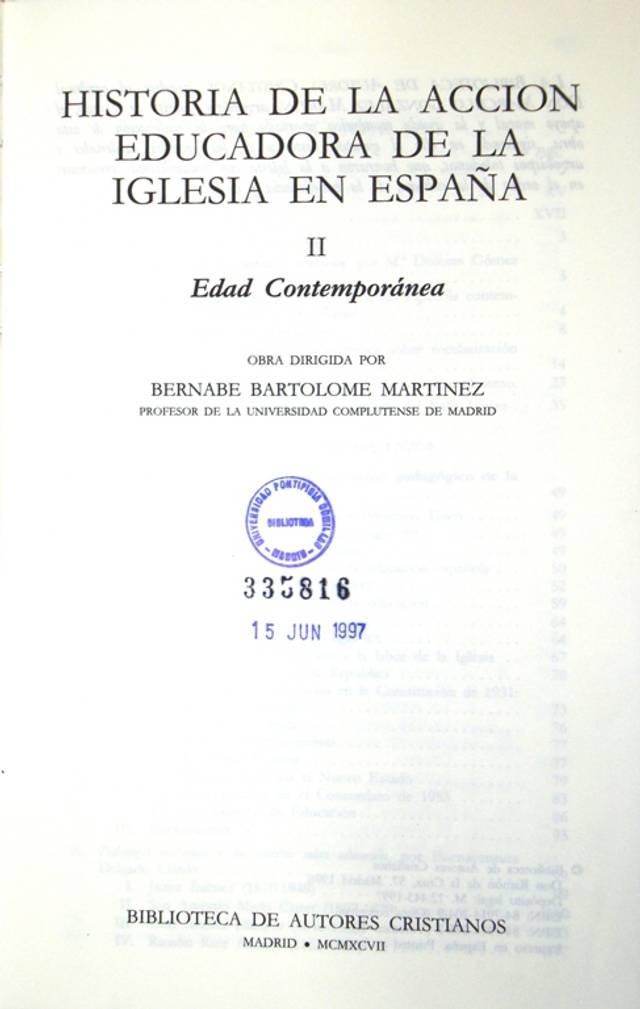 HISTORIA DE LA ACCION
EDUCADORA DE LA
IGLESIA EN ESPAÑA
II
Edad Contemporánea
OBRA DIRIGIDA POR
BERNABE BARTOLOME MARTINEZ
PROFESOR DE LA UNIVERSIDAD COMPLUTENSE DE MADRID
UNIVERSIDAD PONTIFICIA COMILLAS
BIBLIOTECA
MADRID
335816
15 JUN 1997
BIBLIOTECA DE AUTORES CRISTIANOS
MADRID • MCMXCVII